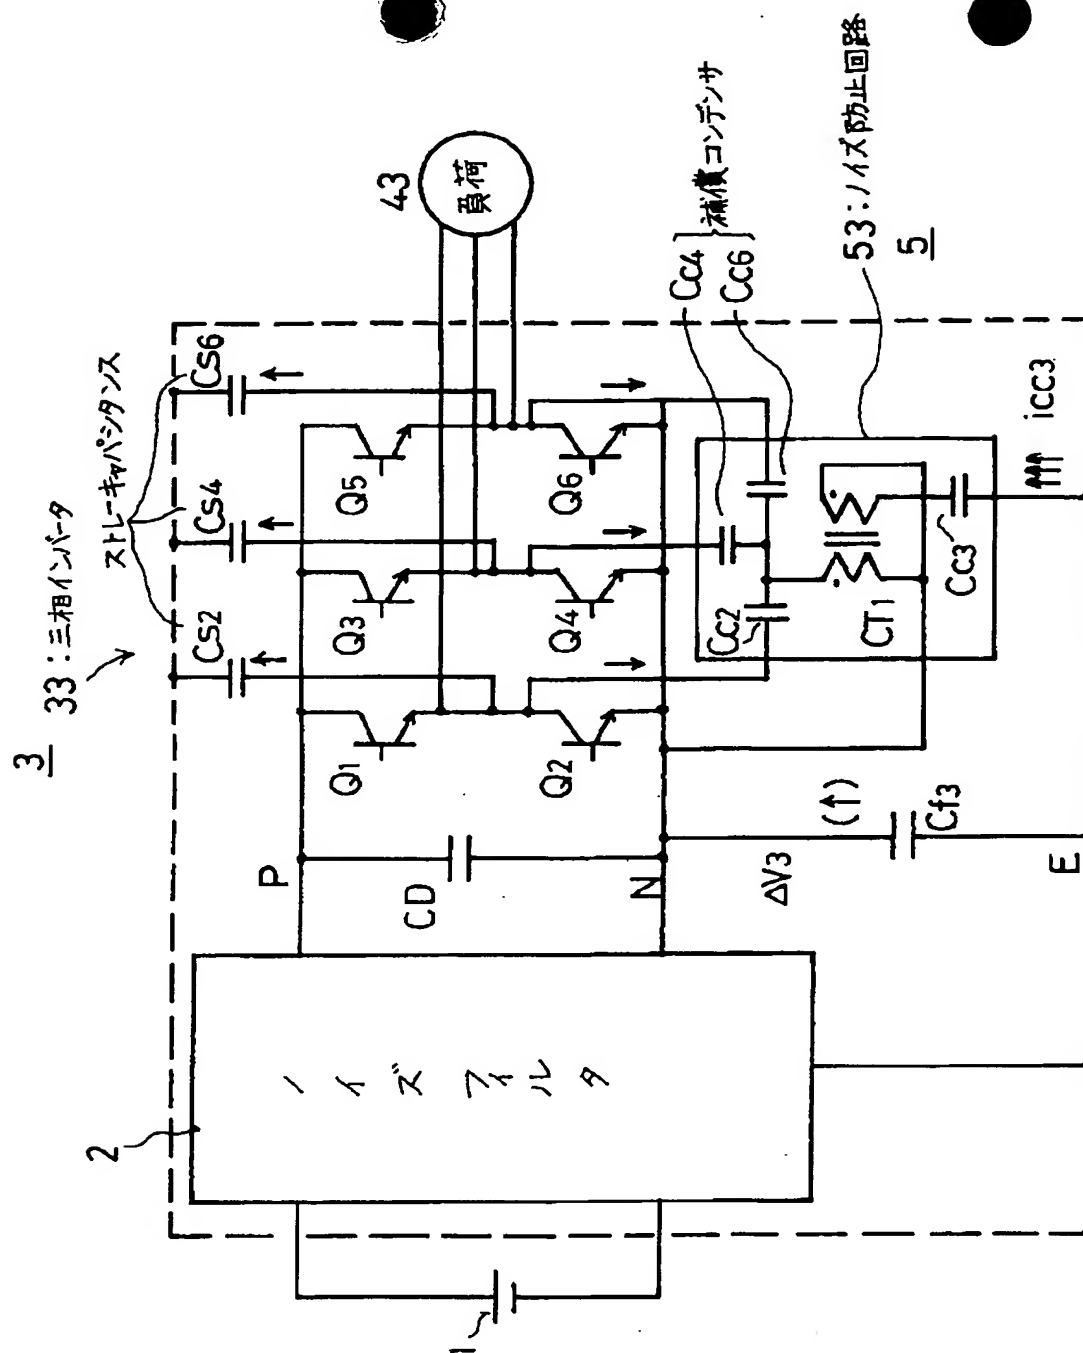 3
33:三相インバータ
ストレーキャパシタンス
Cs2
Cs4
Cs6
43
負荷
Q1
Q3
Q5
Q2
Q4
Q6
P
CD
N
2
ノイズフィルタ
Cc4
Cc6
補償コンデンサ
53:ノイズ防止回路
5
Cc2
CT1
Cc3
icc3
ΔV3
(↑)
Cf3
E